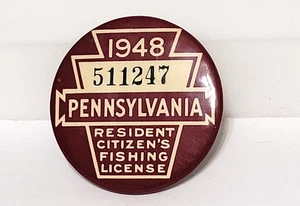 1948
511247
PENNSYLVANIA
RESIDENT
CITIZEN'S
FISHING
LICENSE